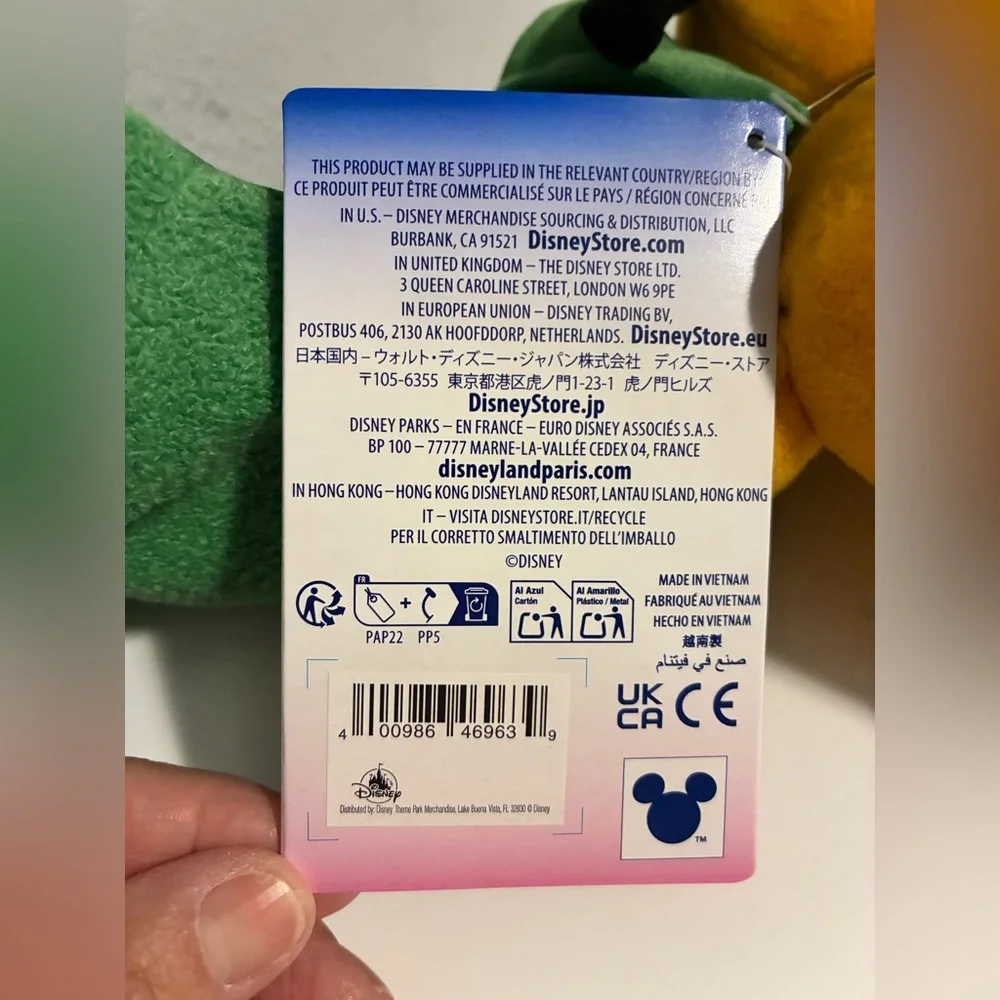 THIS PRODUCT MAY BE SUPPLIED IN THE RELEVANT COUNTRY/REGION BY
CE PRODUIT PEUT ÊTRE COMMERCIALISÉ SUR LE PAYS / RÉGION CONCERNÉ
IN U.S. – DISNEY MERCHANDISE SOURCING & DISTRIBUTION, LLC
BURBANK, CA 91521 DisneyStore.com
IN UNITED KINGDOM – THE DISNEY STORE LTD.
3 QUEEN CAROLINE STREET, LONDON W6 9PE
IN EUROPEAN UNION – DISNEY TRADING BV,
POSTBUS 406, 2130 AK HOOFDDORP, NETHERLANDS. DisneyStore.eu
日本国内 – ウォルト・ディズニー・ジャパン株式会社 ディズニー・ストア
〒105-6355 東京都港区虎ノ門1-23-1 虎ノ門ヒルズ
DisneyStore.jp
DISNEY PARKS – EN FRANCE – EURO DISNEY ASSOCIÉS S.A.S.
BP 100 – 77777 MARNE-LA-VALLÉE CEDEX 04, FRANCE
disneylandparis.com
IN HONG KONG – HONG KONG DISNEYLAND RESORT, LANTAU ISLAND, HONG KONG
IT – VISITA DISNEYSTORE.IT/RECYCLE
PER IL CORRETTO SMALTIMENTO DELL'IMBALLO
©DISNEY
FR
+
PAP22 PP5
Al Azul
Cartón
Al Amarillo
Plástico / Metal
MADE IN VIETNAM
FABRIQUÉ AU VIETNAM
HECHO EN VIETNAM
越南製
صنع في فيتنام
UK
CA CE
4 00986 46963 9
DISNEY
Distributed by: Disney Theme Park Merchandise, Lake Buena Vista, FL 32830 © Disney
TM